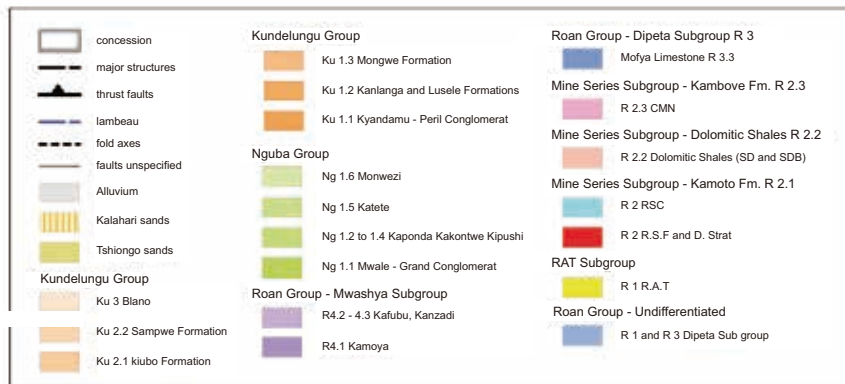 concession
major structures
thrust faults
lambeau
fold axes
faults unspecified
Alluvium
Kalahari sands
Tshiongo sands
Kundelungu Group
Ku 3 Blano
Ku 2.2 Sampwe Formation
Ku 2.1 kiubo Formation
Kundelungu Group
Ku 1.3 Mongwe Formation
Ku 1.2 Kanlanga and Lusele Formations
Ku 1.1 Kyandamu - Peril Conglomerat
Nguba Group
Ng 1.6 Monwezi
Ng 1.5 Katete
Ng 1.2 to 1.4 Kaponda Kakontwe Kipushi
Ng 1.1 Mwale - Grand Conglomerat
Roan Group - Mwashya Subgroup
R4.2 - 4.3 Kafubu, Kanzadi
R4.1 Kamoya
Roan Group - Dipeta Subgroup R 3
Mofya Limestone R 3.3
Mine Series Subgroup - Kambove Fm. R 2.3
R 2.3 CMN
Mine Series Subgroup - Dolomitic Shales R 2.2
R 2.2 Dolomitic Shales (SD and SDB)
Mine Series Subgroup - Kamoto Fm. R 2.1
R 2 RSC
R 2 R.S.F and D. Strat
RAT Subgroup
R 1 R.A.T
Roan Group - Undifferentiated
R 1 and R 3 Dipeta Sub group